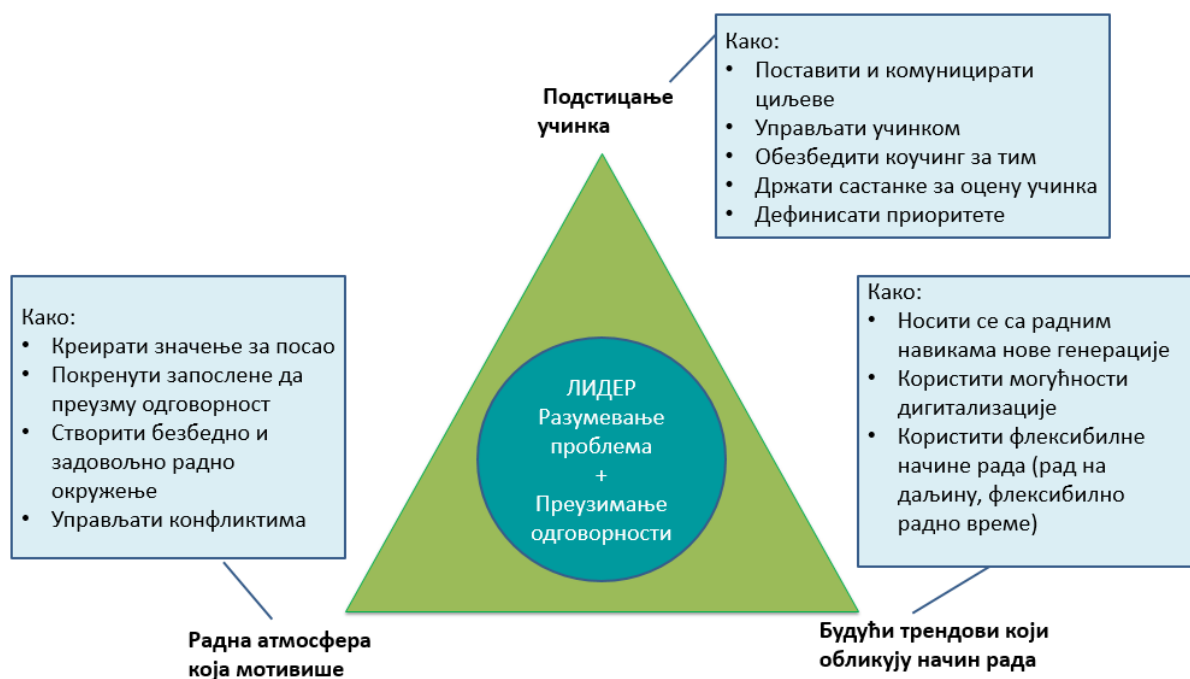 Како:
• Поставити и комуницирати
циљеве
• Управљати учинком
• Обезбедити коучинг за тим
• Држати састанке за оцену учинка
• Дефинисати приоритете
Подстицање
учинка
Како:
• Креирати значење за посао
• Покренути запослене да
преузму одговорност
• Створити безбедно и
задовољно радно
окружење
• Управљати конфликтима
ЛИДЕР
Разумевање
проблема
+
Преузимање
одговорности
Како:
• Носити се са радним
навикама нове генерације
• Користити могућности
дигитализације
• Користити флексибилне
начине рада (рад на
даљину, флексибилно
радно време)
Радна атмосфера
која мотивише
Будући трендови који
обликују начин рада